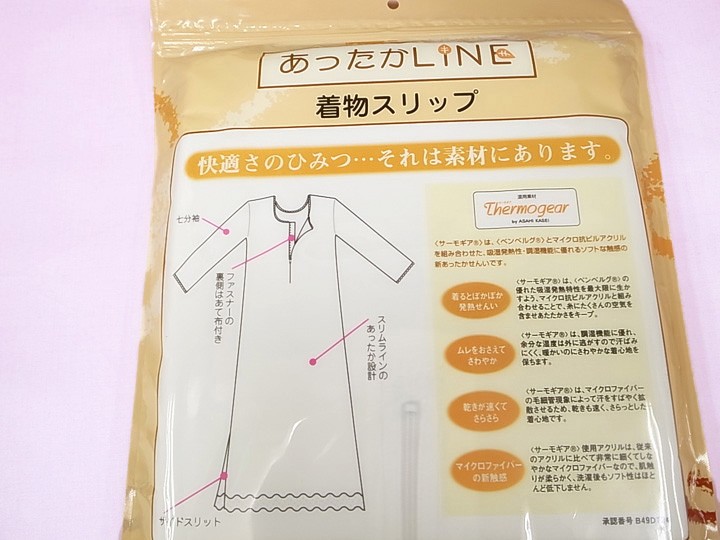 あったかLiNE
着物スリップ
快適さのひみつ…それは素材にあります。
温用素材
Thermogear
by ASAHI KASEI
〈サーモギア®〉は、〈ベンベルグ®〉とマイクロ抗ピルアクリル
を組み合わせた、吸湿発熱性・調湿機能に優れるソフトな触感の
新あったかせんいです。
七分袖
ファスナーの
裏側はあて布付き
スリムラインの
あったか設計
サイドスリット
着るとぽかぽか
発熱せんい
〈サーモギア®〉は、〈ベンベルグ®〉の
優れた吸湿発熱特性を最大限に生か
すよう、マイクロ抗ピルアクリルと組み
合わせることで、糸にたくさんの空気を
含ませあたたかさをキープ。
ムレをおさえて
さわやか
〈サーモギア®〉は、調湿機能に優れ、
余分な湿度は外に逃がすので汗ばみ
にくく、暖かいのにさわやかな着心地を
保ちます。
乾きが速くて
さらさら
〈サーモギア®〉は、マイクロファイバー
の毛細管現象によって汗をすばやく拡
散させるため、乾きも速く、さらっとした
着心地です。
マイクロファイバー
の新触感
〈サーモギア®〉使用アクリルは、従来
のアクリルに比べて非常に細くてしな
やかなマイクロファイバーなので、肌触
りが柔らかく、洗濯後もソフト性はほと
んど低下しません。
承認番号